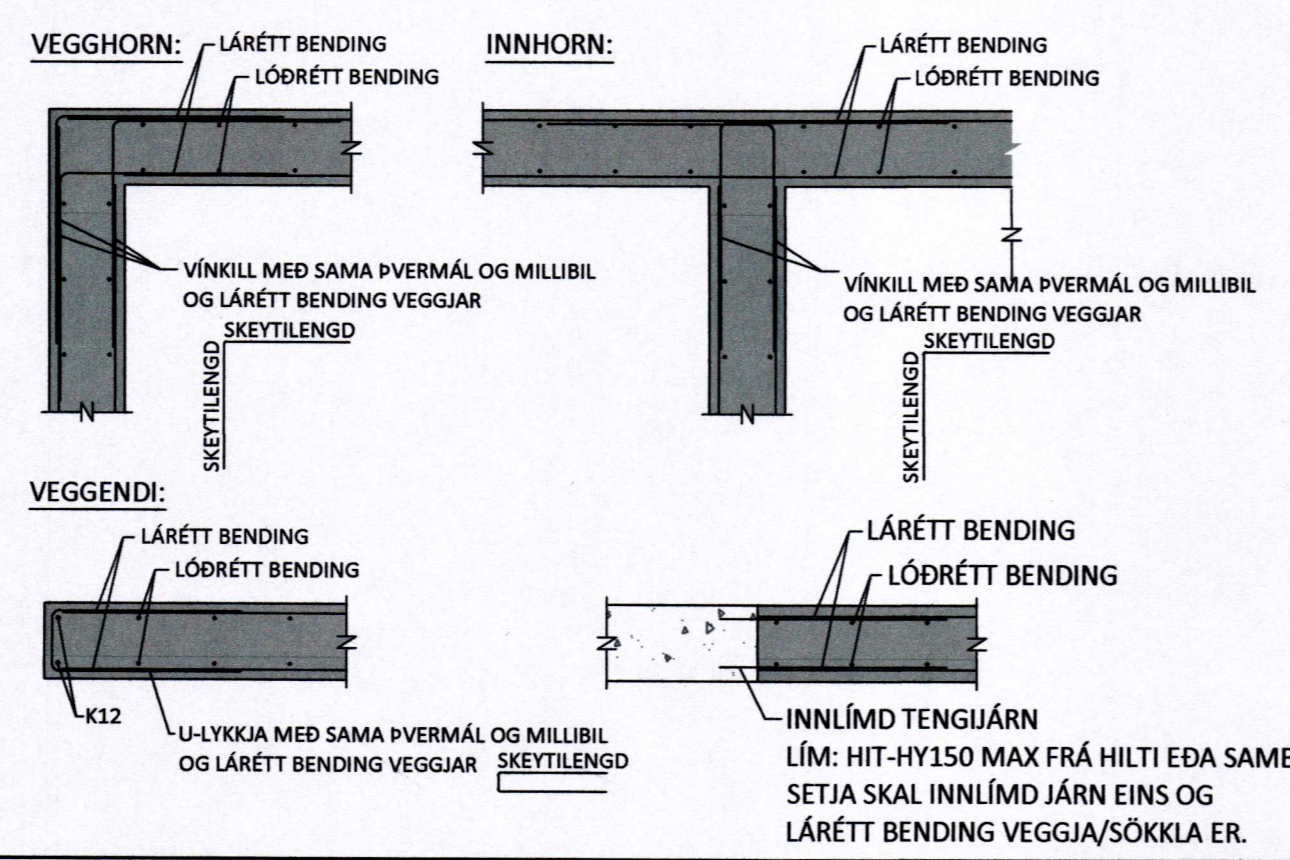 VEGGHORN:
LÁRÉTT BENDING
LÓÐRÉTT BENDING
VÍNKILL MEÐ SAMA ÞVERMÁL OG MILLIBIL
OG LÁRÉTT BENDING VEGGJAR
SKEYTILENGD
SKEYTILENGD
INNHORN:
LÁRÉTT BENDING
LÓÐRÉTT BENDING
VÍNKILL MEÐ SAMA ÞVERMÁL OG MILLIBIL
OG LÁRÉTT BENDING VEGGJAR
SKEYTILENGD
SKEYTILENGD
VEGGENDI:
LÁRÉTT BENDING
LÓÐRÉTT BENDING
K12
U-LYKKJA MEÐ SAMA ÞVERMÁL OG MILLIBIL
OG LÁRÉTT BENDING VEGGJAR
SKEYTILENGD
LÁRÉTT BENDING
LÓÐRÉTT BENDING
INNLÍMD TENGIJÁRN
LÍM: HIT-HY150 MAX FRÁ HILTI EÐA
SETJA SKAL INNLÍMD JÁRN EINS OG
LÁRÉTT BENDING VEGGJA/SÖKKLA ER.